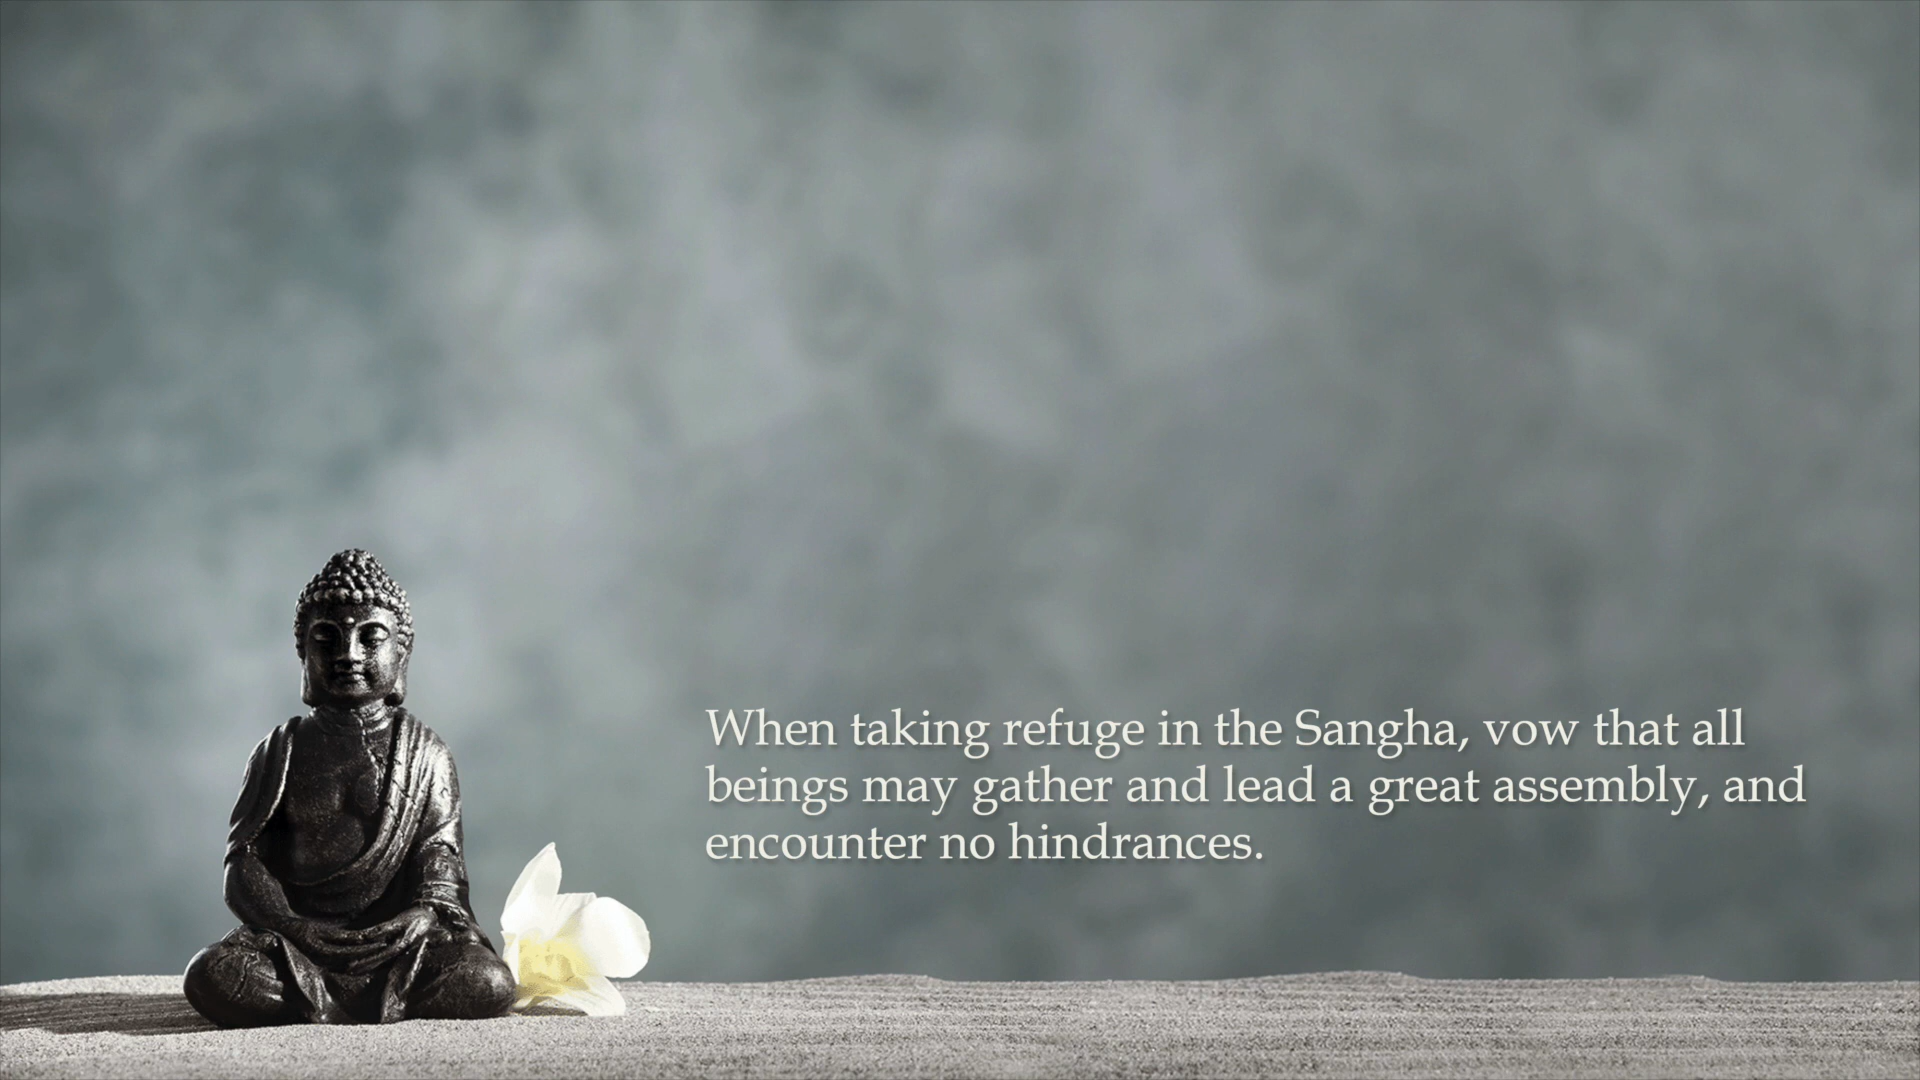 When taking refuge in the Sangha, vow that all
beings may gather and lead a great assembly, and
encounter no hindrances.